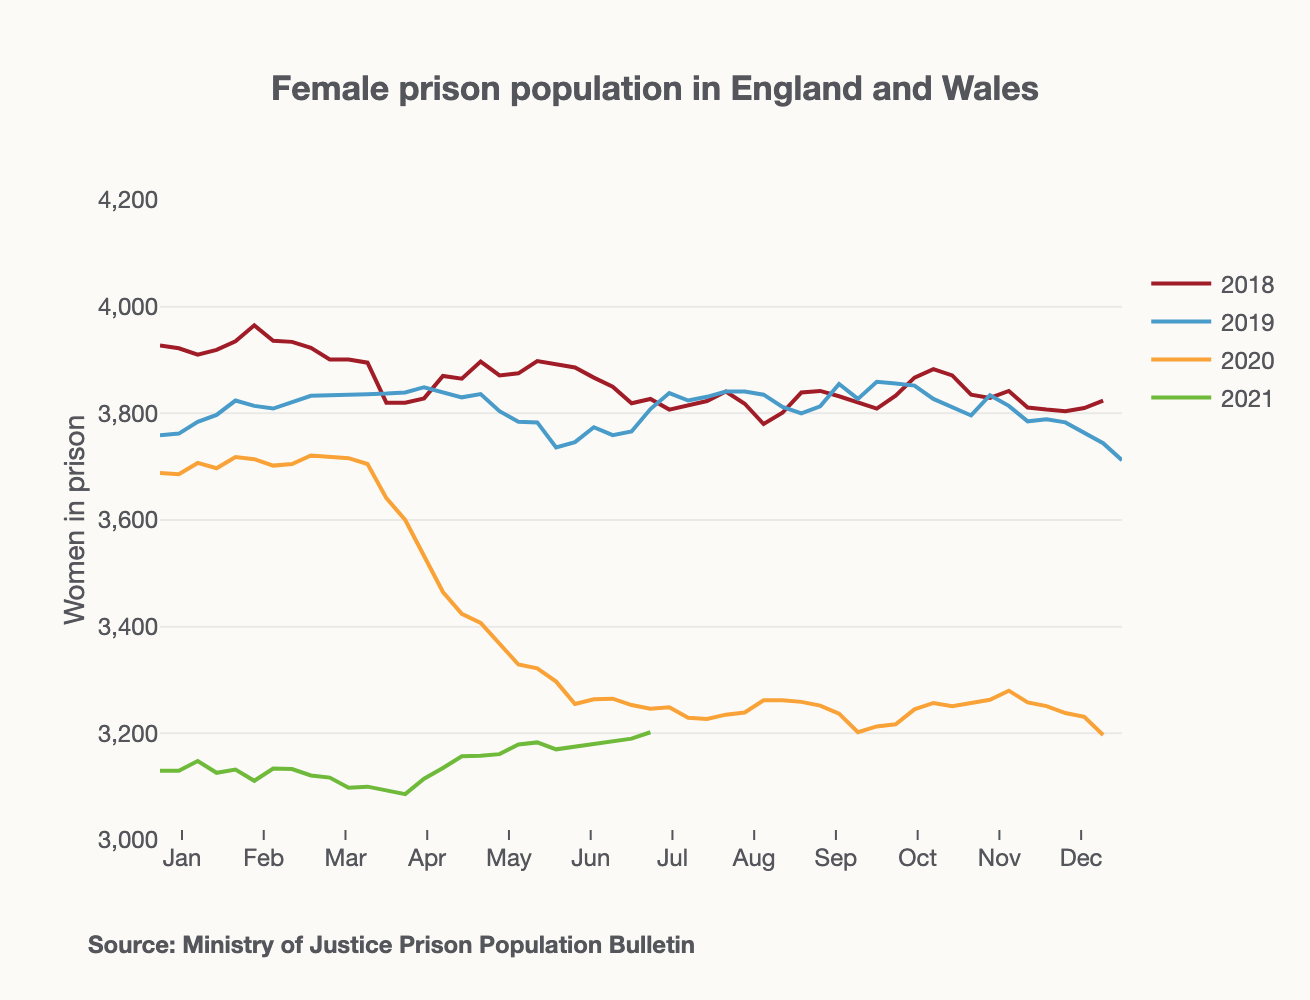 Female prison population in England and Wales
4,200
4,000
3,800
3,600
3,400
3,200
3,000
Women in prison
Jan Feb Mar Apr May Jun Jul Aug Sep Oct Nov Dec
2018
2019
2020
2021
Source: Ministry of Justice Prison Population Bulletin